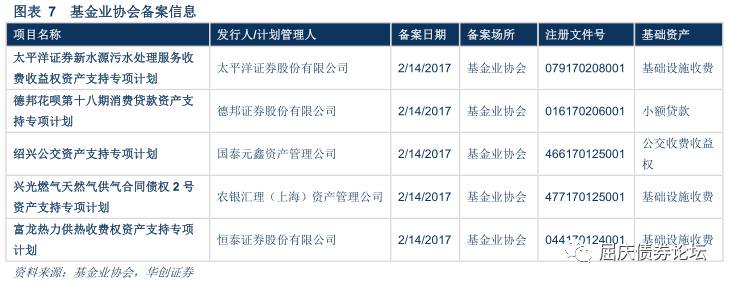 图表 7 基金业协会备案信息
项目名称 发行人/计划管理人 备案日期 备案场所 注册文件号 基础资产
太平洋证券新水源污水处理服务收
费收益权资产支持专项计划 太平洋证券股份有限公司 2/14/2017 基金业协会 079170208001 基础设施收费
德邦花呗第十八期消费贷款资产支
持专项计划 德邦证券股份有限公司 2/14/2017 基金业协会 016170206001 小额贷款
绍兴公交资产支持专项计划 国泰元鑫资产管理公司 2/14/2017 基金业协会 466170125001 公交收费收益
权
兴光燃气天然气供气合同债权 2 号
资产支持专项计划 农银汇理（上海）资产管理公司 2/14/2017 基金业协会 477170125001 基础设施收费
富龙热力供热收费权资产支持专项
计划 恒泰证券股份有限公司 2/14/2017 基金业协会 044170124001 基础设施收费
资料来源：基金业协会，华创证券
屈庆债券论坛